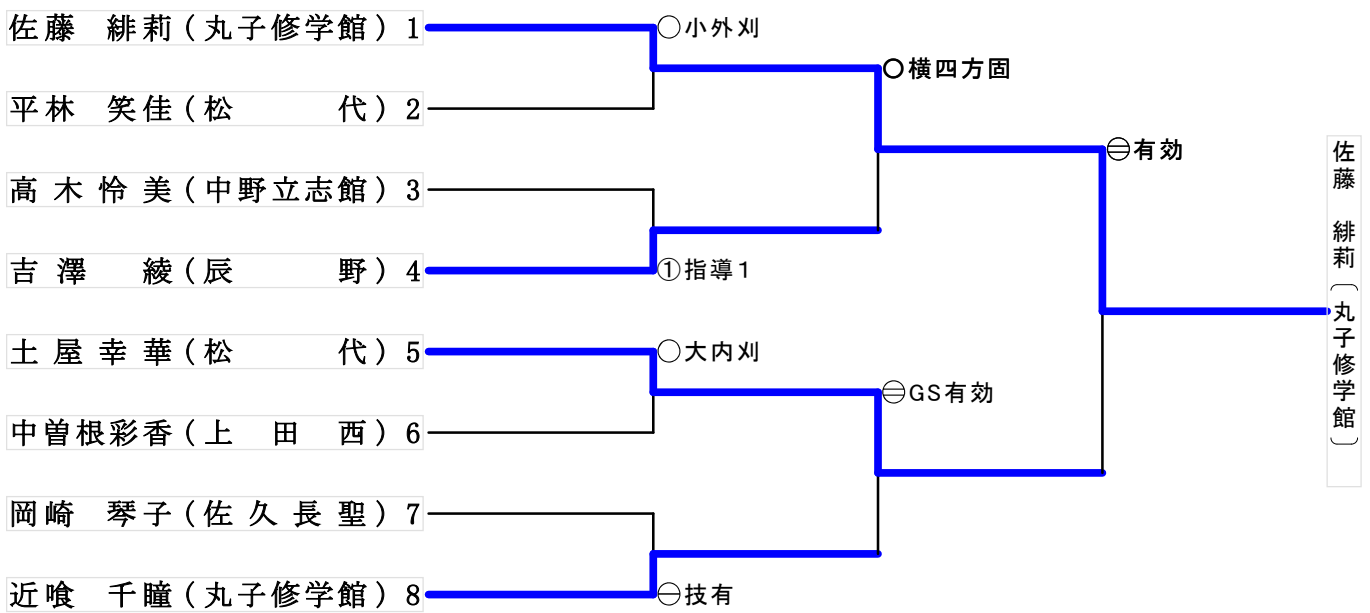 佐藤　緋莉（丸子修学館）1
○小外刈
○横四方固
平林　笑佳（松　　代）2
⊖有効
高木怜美（中野立志館）3
吉澤　綾（辰　　野）4
①指導1
佐藤　緋莉（丸子修学館）
土屋幸華（松　　代）5
○大内刈
⊖GS有効
中曽根彩香（上田西）6
岡崎　琴子（佐久長聖）7
近喰　千瞳（丸子修学館）8
⊖技有